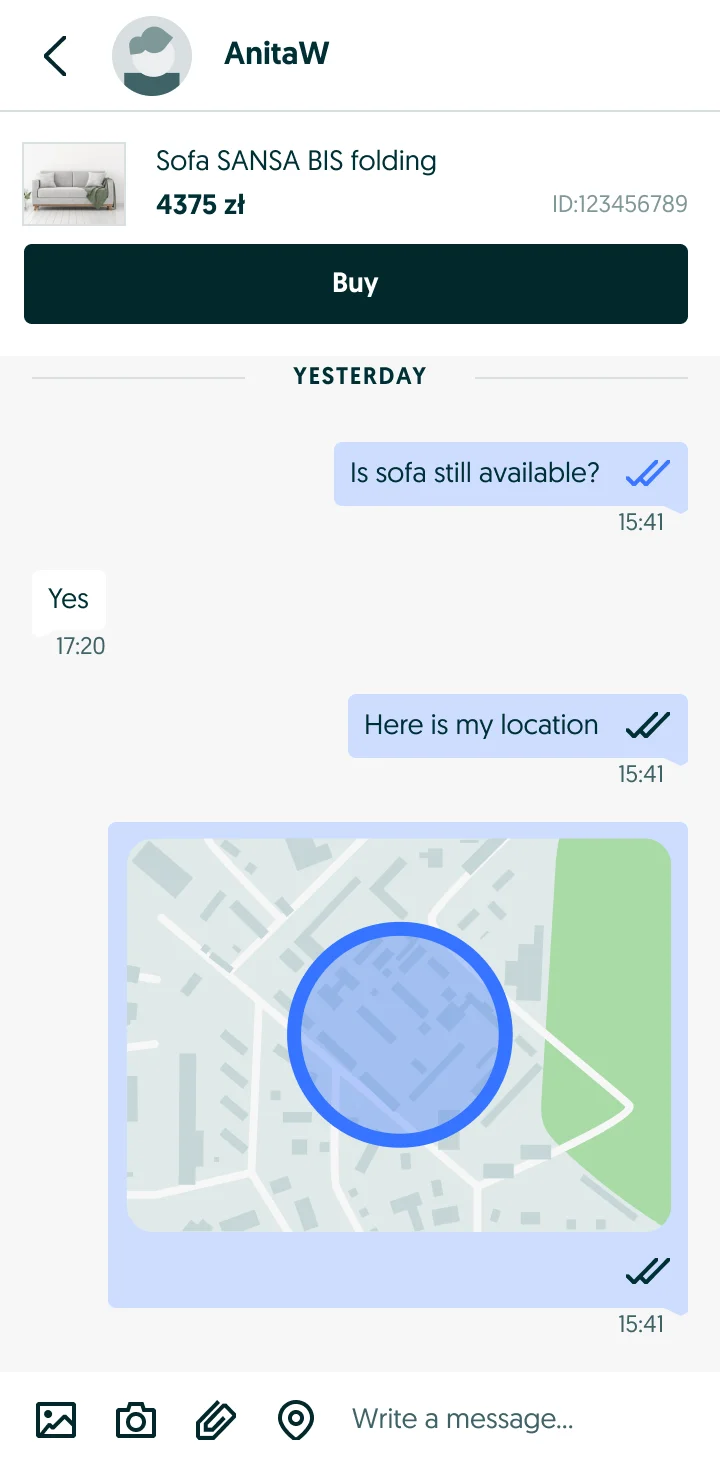 AnitaW
Sofa SANSA BIS folding
4375 zł
ID:123456789
Buy
YESTERDAY
Is sofa still available?
15:41
Yes
17:20
Here is my location
15:41
15:41
Write a message...